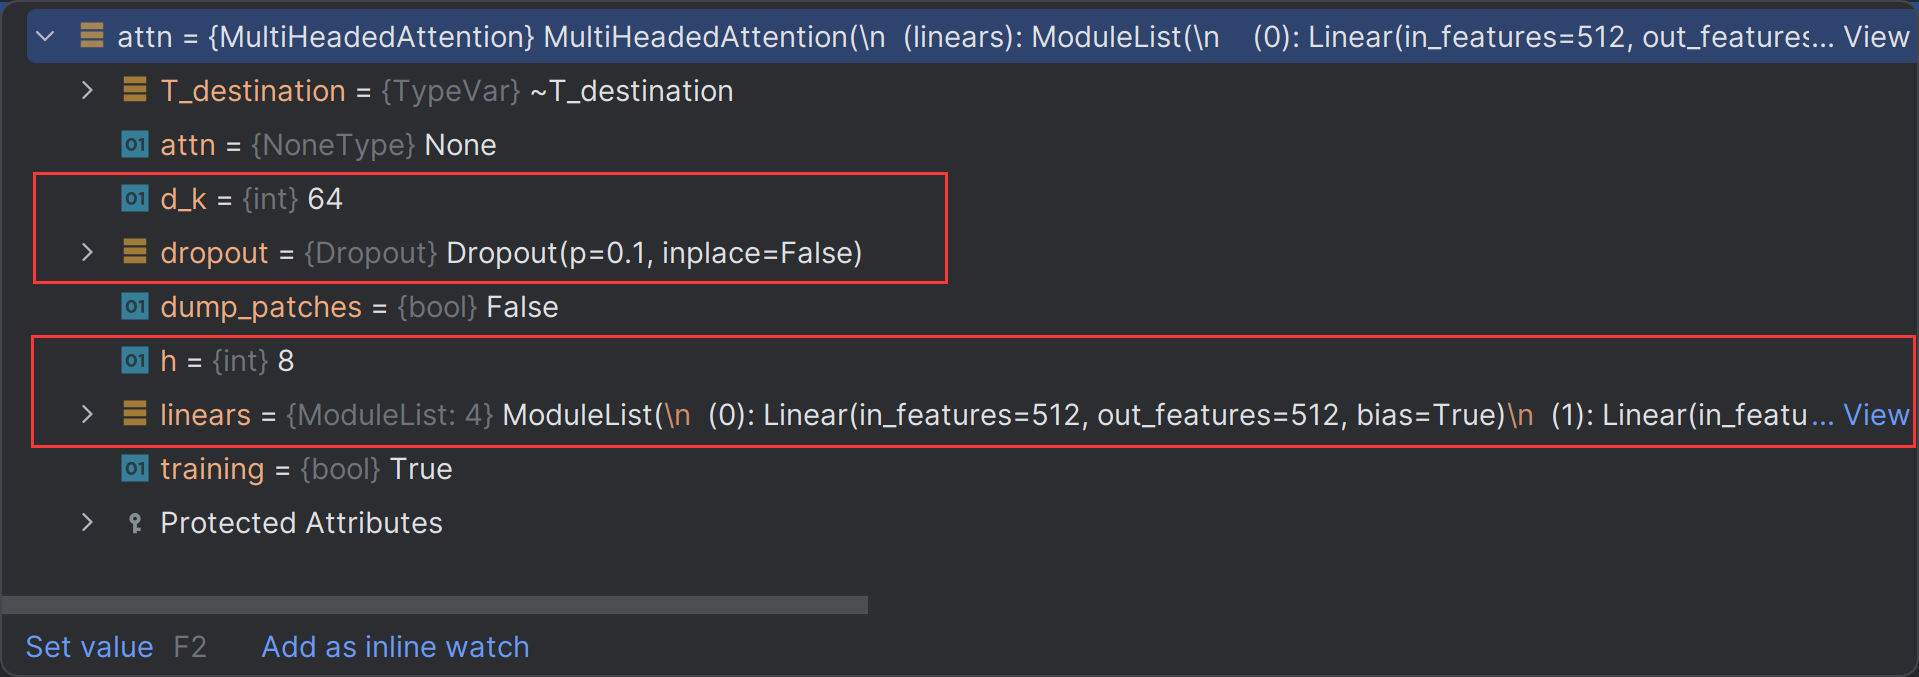 attn = {MultiHeadedAttention} MultiHeadedAttention(\n  (linears): ModuleList(\n    (0): Linear(in_features=512, out_features... View
T_destination = {TypeVar} ~T_destination
01 attn = {NoneType} None
01 d_k = {int} 64
dropout = {Dropout} Dropout(p=0.1, inplace=False)
01 dump_patches = {bool} False
01 h = {int} 8
linears = {ModuleList: 4} ModuleList(\n  (0): Linear(in_features=512, out_features=512, bias=True)\n  (1): Linear(in_featu... View
01 training = {bool} True
Protected Attributes
Set value F2 Add as inline watch